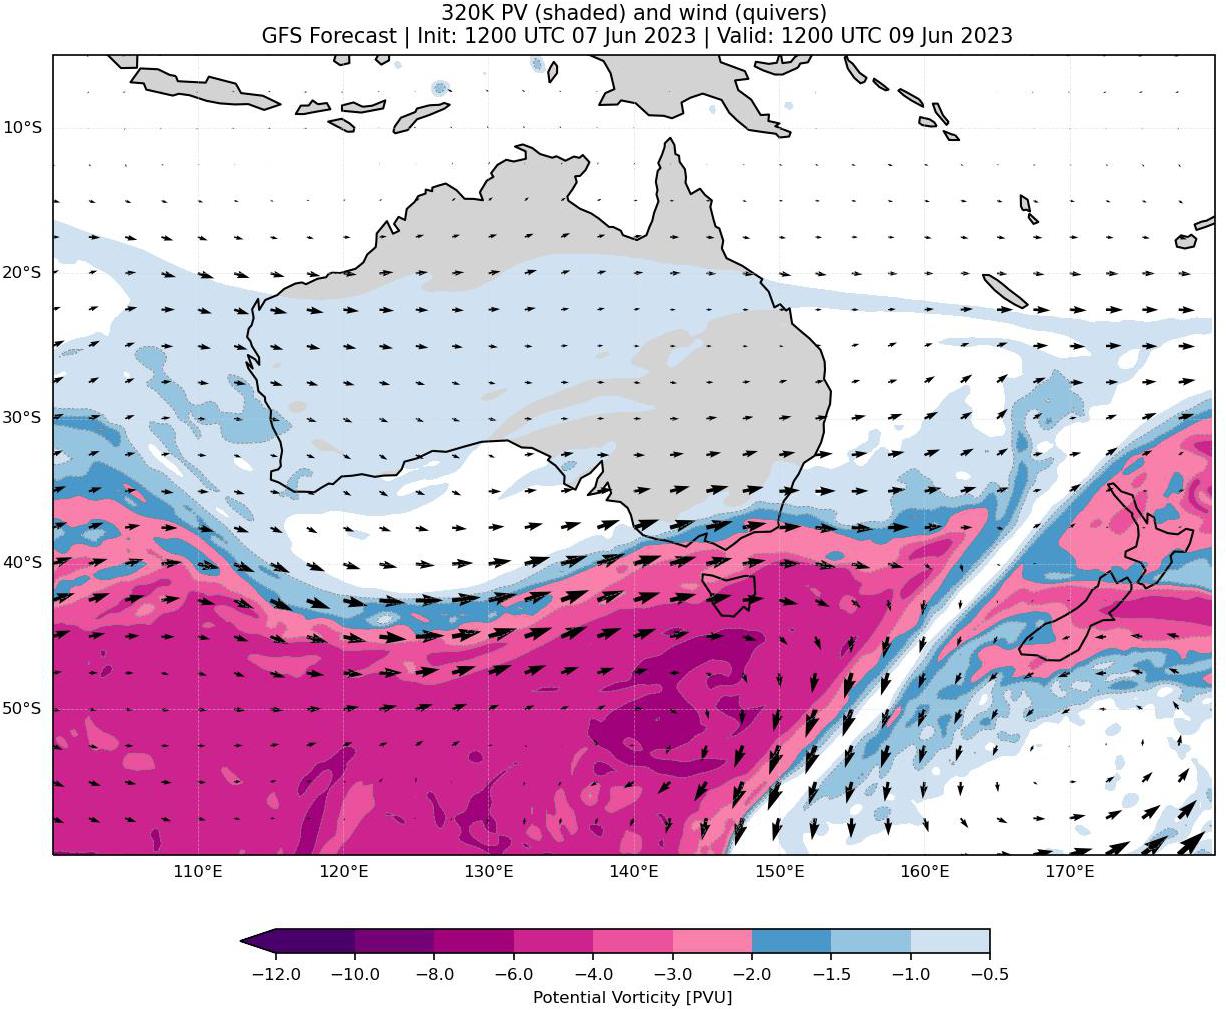 320K PV (shaded) and wind (quivers)
GFS Forecast | Init: 1200 UTC 07 Jun 2023 | Valid: 1200 UTC 09 Jun 2023
10°S
20°S
30°S
40°S
50°S
110°E 120°E 130°E 140°E 150°E 160°E 170°E
−12.0 −10.0 −8.0 −6.0 −4.0 −3.0 −2.0 −1.5 −1.0 −0.5
Potential Vorticity [PVU]